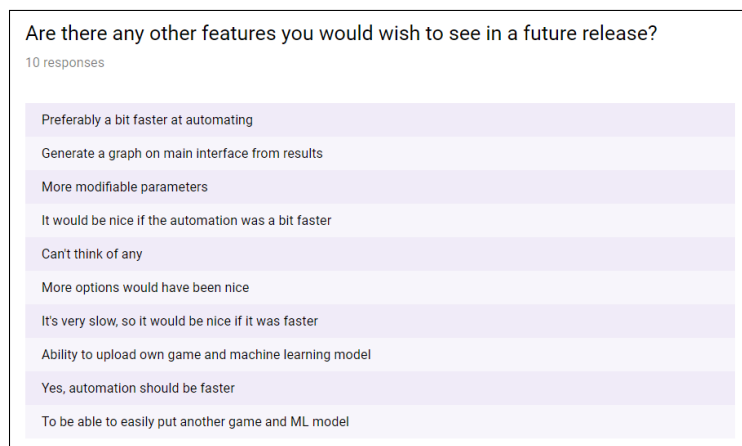 Are there any other features you would wish to see in a future release?
10 responses
Preferably a bit faster at automating
Generate a graph on main interface from results
More modifiable parameters
It would be nice if the automation was a bit faster
Can't think of any
More options would have been nice
It's very slow, so it would be nice if it was faster
Ability to upload own game and machine learning model
Yes, automation should be faster
To be able to easily put another game and ML model